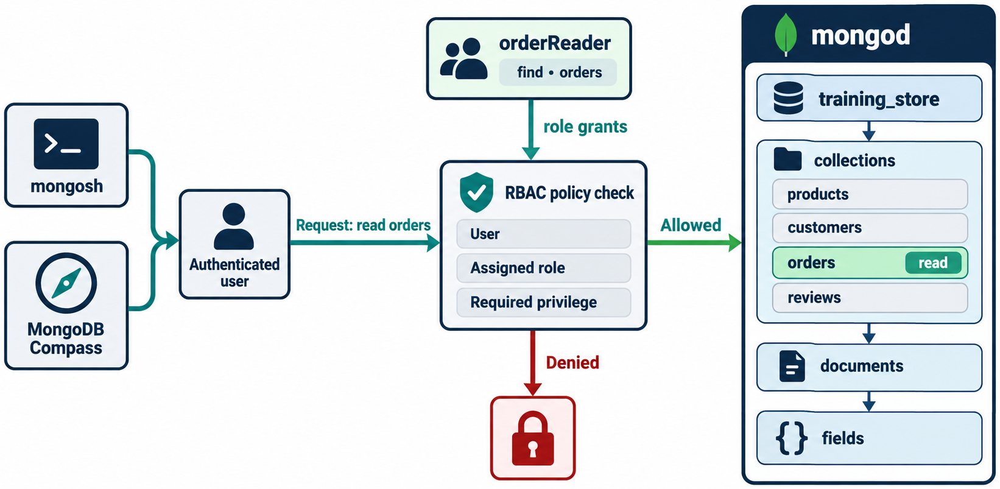 mongosh
MongoDB
Compass
Authenticated
user
Request: read orders
orderReader
find • orders
role grants
RBAC policy check
User
Assigned role
Required privilege
Allowed
Denied
mongod
training_store
collections
products
customers
orders
read
reviews
documents
{} fields